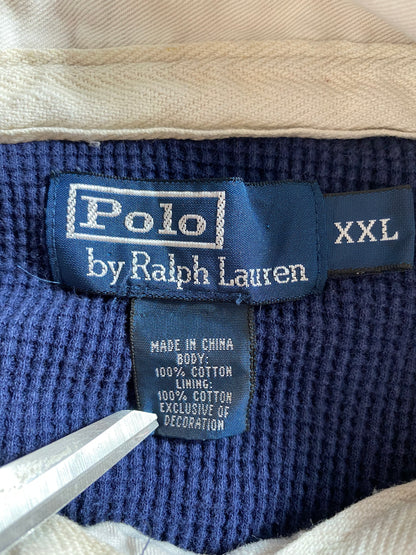 Polo
by Ralph Lauren
XXL
MADE IN CHINA
BODY:
100% COTTON
LINING:
100% COTTON
EXCLUSIVE OF
DECORATION